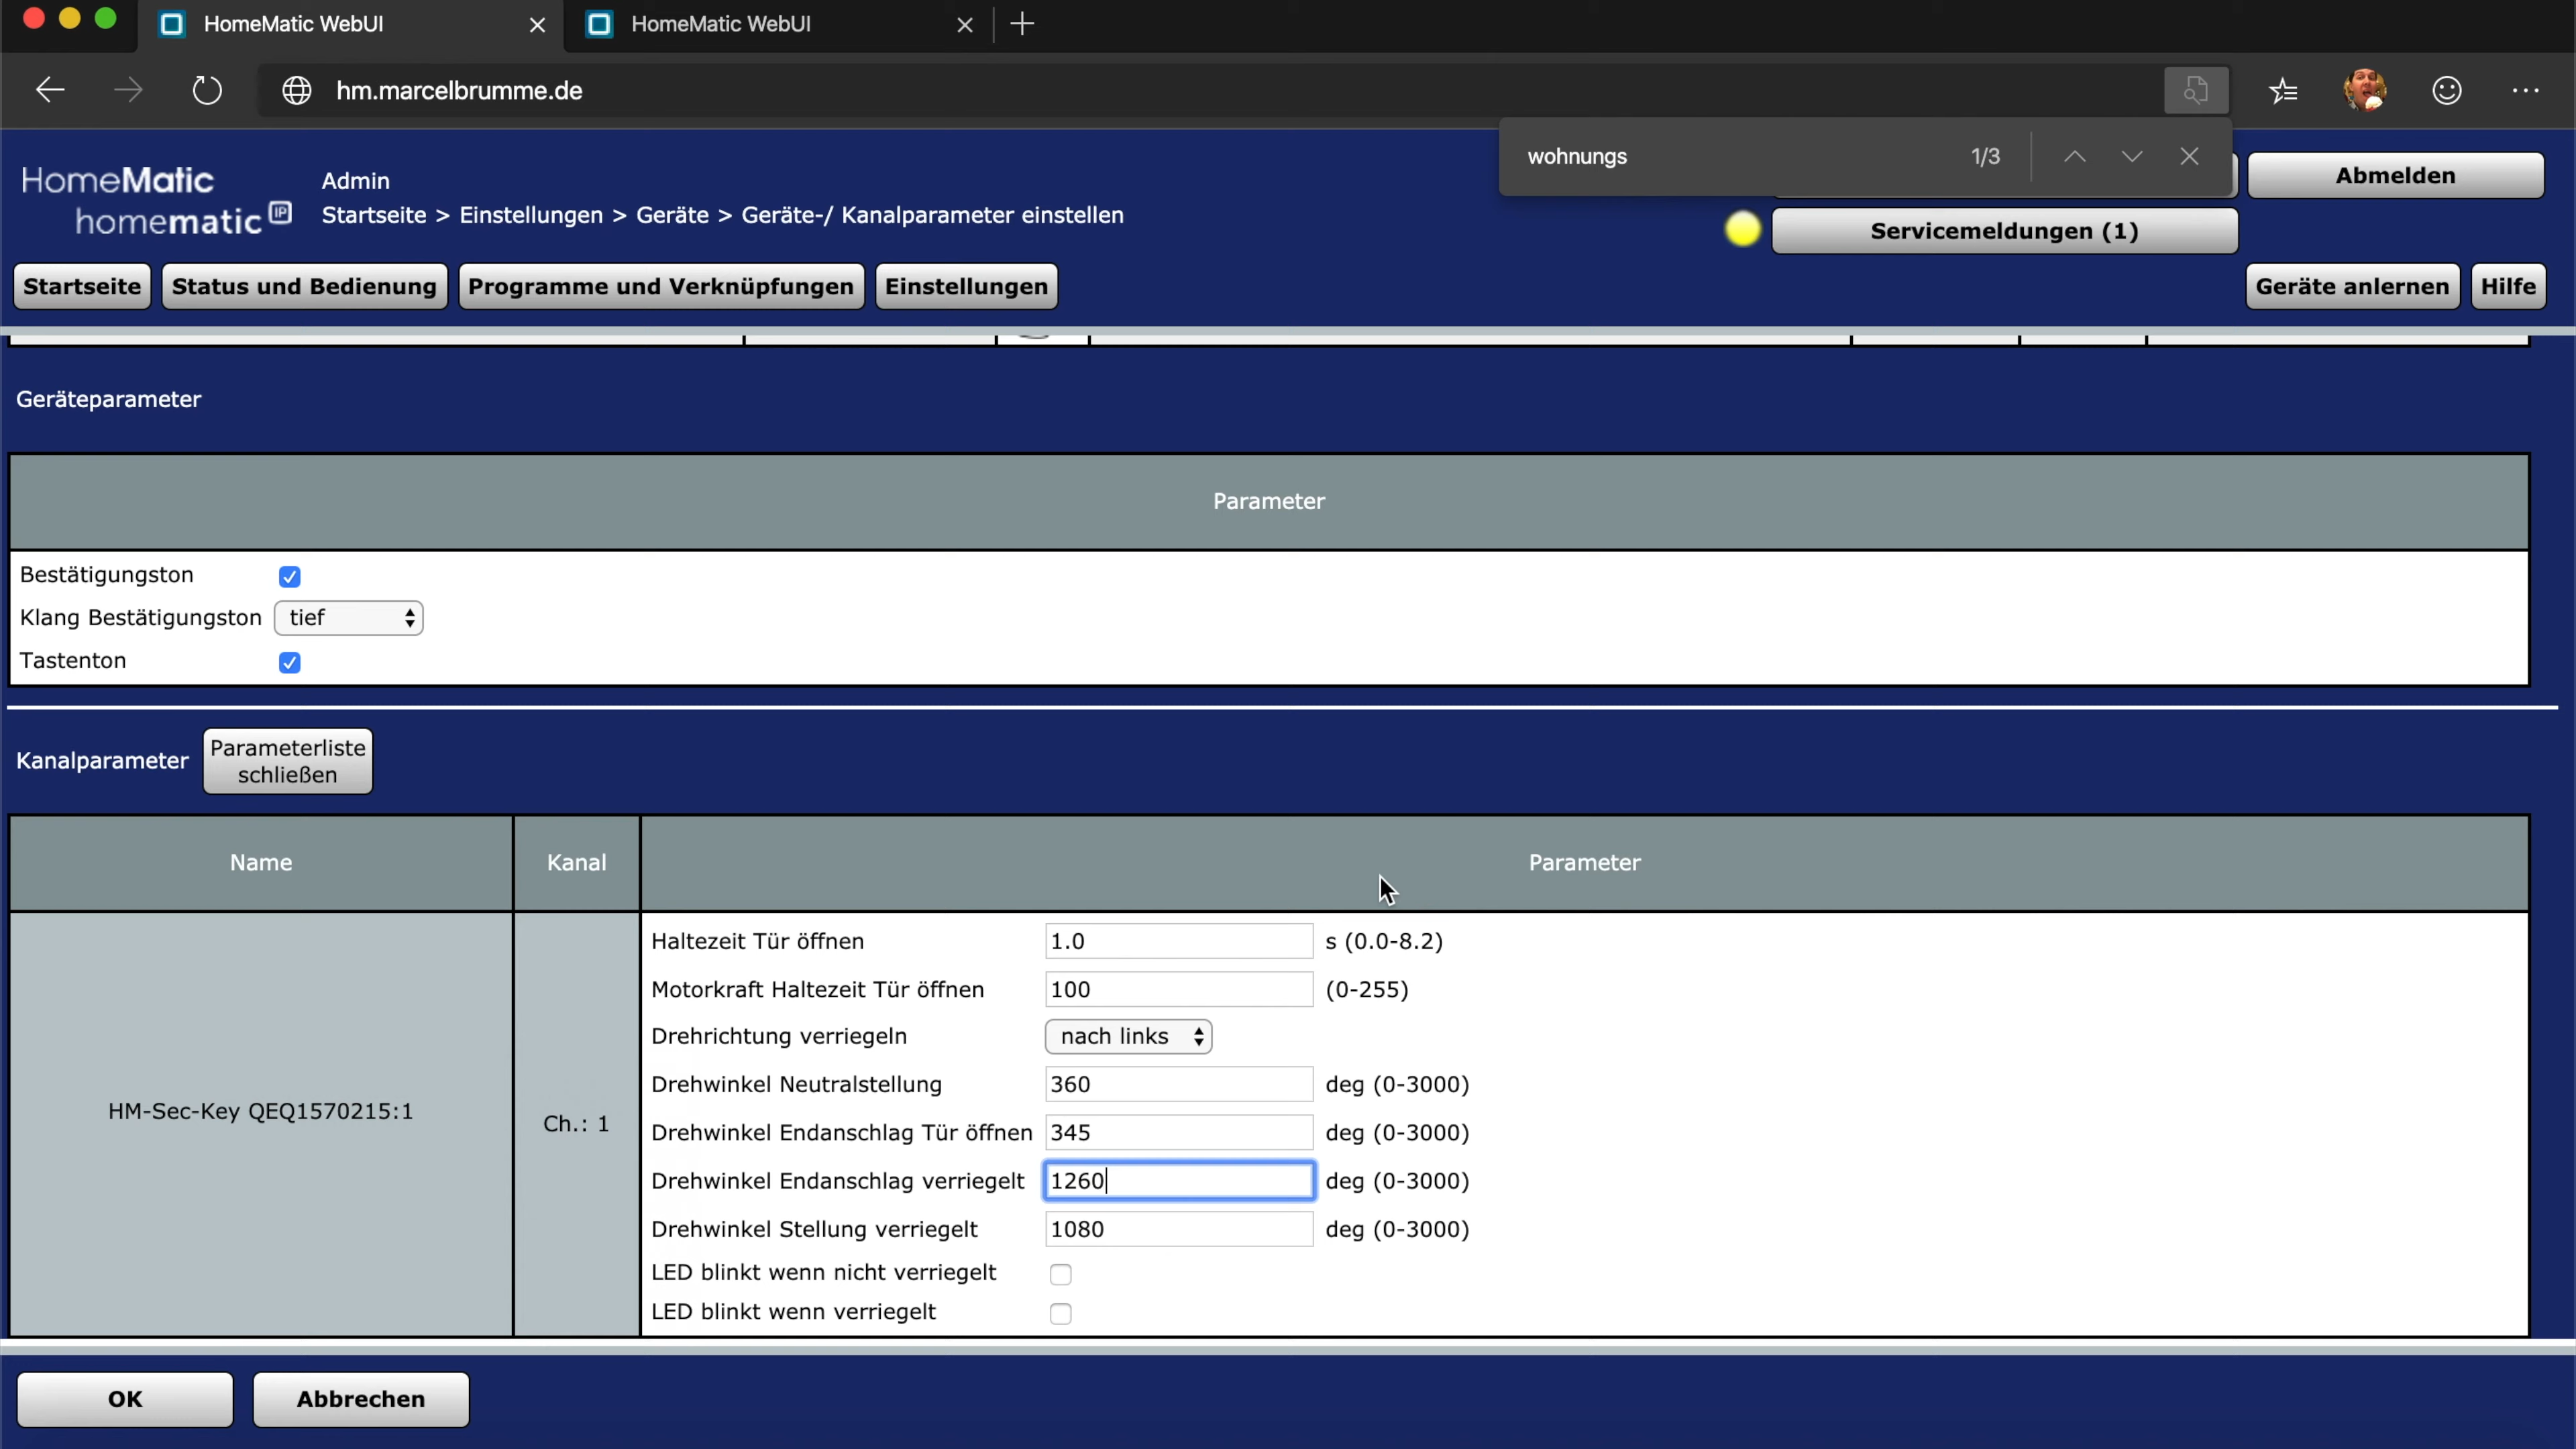 HomeMatic WebUI
HomeMatic WebUI
hm.marcelbrumme.de
wohnungs 1/3
HomeMatic
homematic IP
Admin
Startseite > Einstellungen > Geräte > Geräte-/ Kanalparameter einstellen
Abmelden
Servicemeldungen (1)
Startseite
Status und Bedienung
Programme und Verknüpfungen
Einstellungen
Geräte anlernen
Hilfe
Geräteparameter
Parameter
Bestätigungston
Klang Bestätigungston tief
Tastenton
Kanalparameter
Parameterliste
schließen
Name
Kanal
Parameter
HM-Sec-Key QEQ1570215:1
Ch.: 1
Haltezeit Tür öffnen 1.0 s (0.0-8.2)
Motorkraft Haltezeit Tür öffnen 100 (0-255)
Drehrichtung verriegeln nach links
Drehwinkel Neutralstellung 360 deg (0-3000)
Drehwinkel Endanschlag Tür öffnen 345 deg (0-3000)
Drehwinkel Endanschlag verriegelt 1260 deg (0-3000)
Drehwinkel Stellung verriegelt 1080 deg (0-3000)
LED blinkt wenn nicht verriegelt
LED blinkt wenn verriegelt
OK
Abbrechen